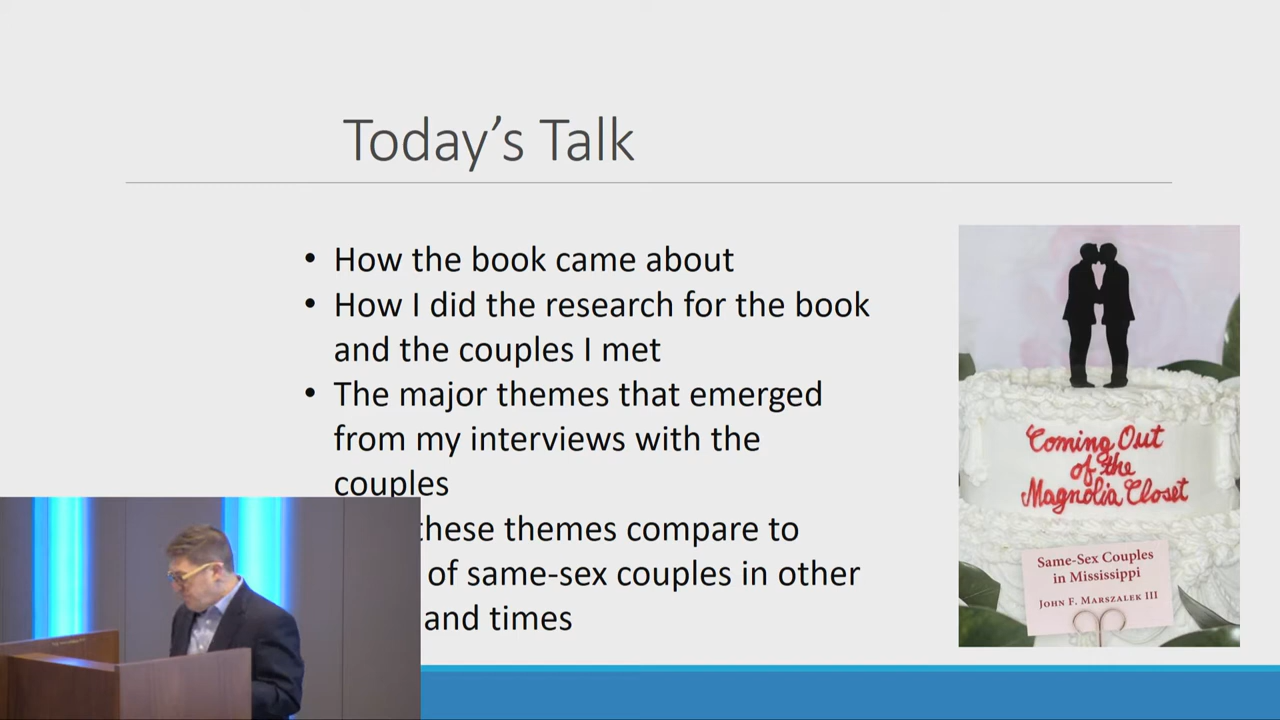 Today's Talk
• How the book came about
• How I did the research for the book
and the couples I met
• The major themes that emerged
from my interviews with the
couples
these themes compare to
of same-sex couples in other
and times
Coming Out
of the
Magnolia Closet
Same-Sex Couples
in Mississippi
John F. Marszalek III